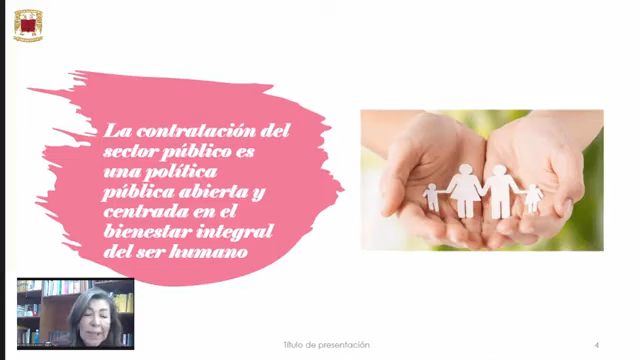 La contratación del
sector público es
una política
pública abierta y
centrada en el
bienestar integral
del ser humano
Título de presentación
4